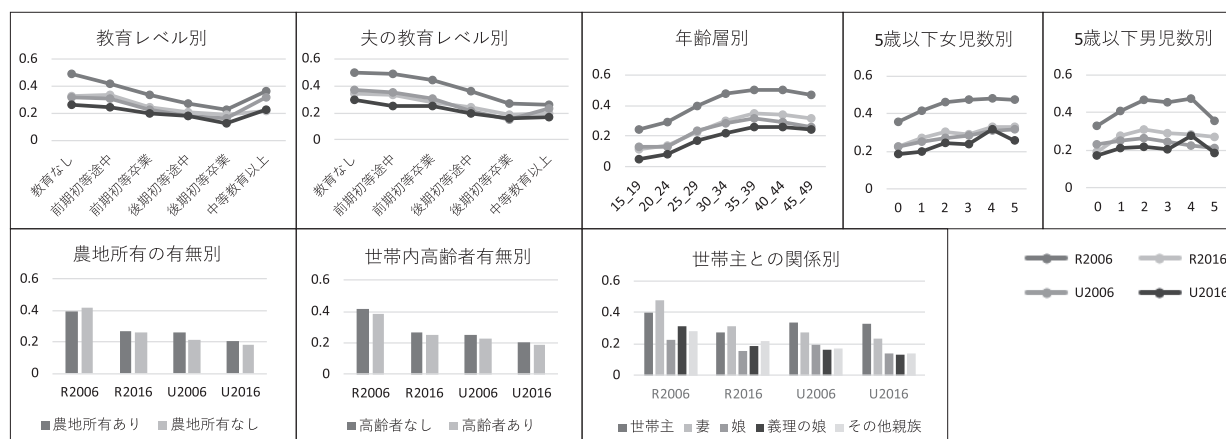 教育レベル別
0.6
0.4
0.2
0
教育なし
前期初等途中
前期初等卒業
後期初等途中
後期初等卒業
中等教育以上
夫の教育レベル別
0.6
0.4
0.2
0
教育なし
前期初等途中
前期初等卒業
後期初等途中
後期初等卒業
中等教育以上
年齢層別
0.6
0.4
0.2
0
15_19
20_24
25_29
30_34
35_39
40_44
45_49
5歳以下女児数別
0.6
0.4
0.2
0
0 1 2 3 4 5
5歳以下男児数別
0.6
0.4
0.2
0
0 1 2 3 4 5
農地所有の有無別
0.6
0.4
0.2
0
R2006 R2016 U2006 U2016
農地所有あり 農地所有なし
世帯内高齢者有無別
0.6
0.4
0.2
0
R2006 R2016 U2006 U2016
高齢者なし 高齢者あり
世帯主との関係別
0.6
0.4
0.2
0
R2006 R2016 U2006 U2016
世帯主 妻 娘 義理の娘 その他親族
R2006 R2016
U2006 U2016